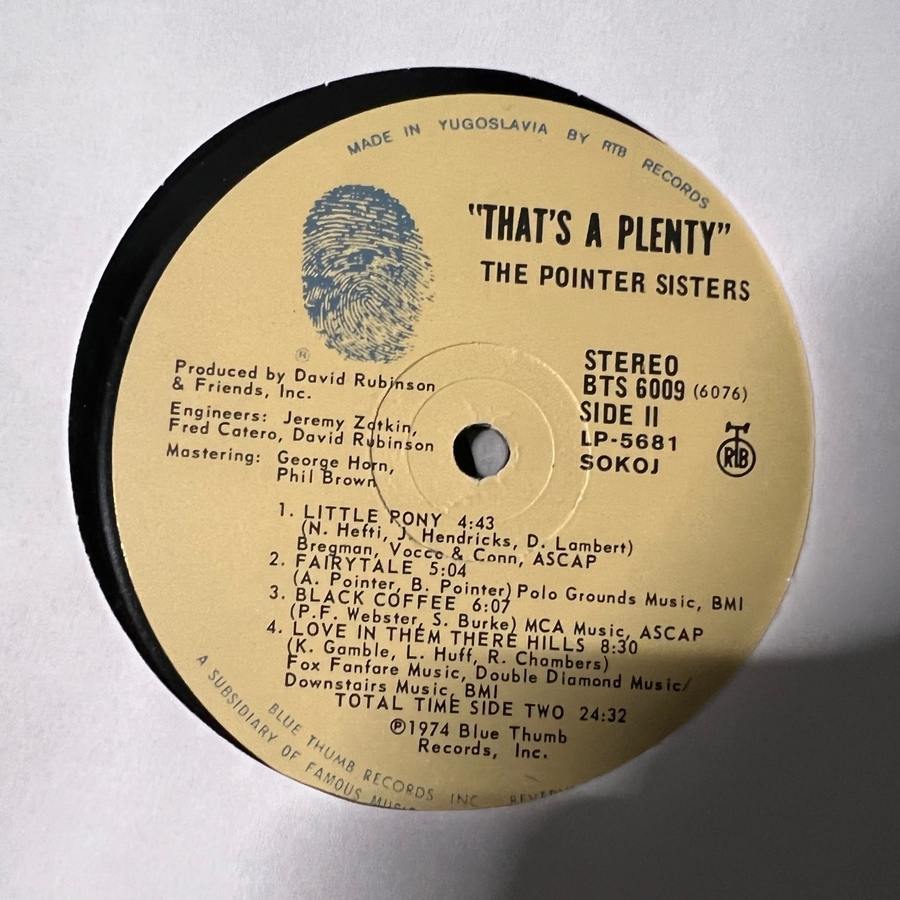 MADE IN YUGOSLAVIA BY RTB RECORDS
"THAT'S A PLENTY"
THE POINTER SISTERS
®
STEREO
BTS 6009 (6076)
SIDE II
LP-5681
SOKOJ
RTB
Produced by David Rubinson
& Friends, Inc.
Engineers: Jeremy Zatkin,
Fred Catero, David Rubinson
Mastering: George Horn,
Phil Brown
1. LITTLE PONY 4:43
(N. Hefti, J. Hendricks, D. Lambert)
Bregman, Vocco & Conn, ASCAP
2. FAIRYTALE 5:04
(A. Pointer, B. Pointer) Polo Grounds Music, BMI
3. BLACK COFFEE 6:07
(P.F. Webster, S. Burke) MCA Music, ASCAP
4. LOVE IN THEM THERE HILLS 8:30
(K. Gamble, L. Huff, R. Chambers)
Fox Fanfare Music, Double Diamond Music/
Downstairs Music, BMI
TOTAL TIME SIDE TWO 24:32
℗1974 Blue Thumb
Records, Inc.
BLUE THUMB RECORDS INC
A SUBSIDIARY OF FAMOUS